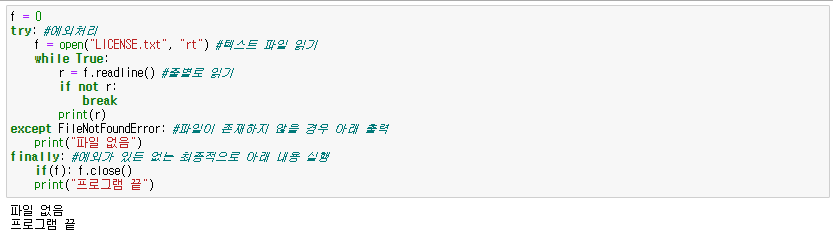 f = 0
try: #예외처리
    f = open("LICENSE.txt", "rt") #텍스트 파일 읽기
    while True:
        r = f.readline() #줄별로 읽기
        if not r:
            break
        print(r)
except FileNotFoundError: #파일이 존재하지 않을 경우 아래 출력
    print("파일 없음")
finally: #예외가 있든 없든 최종적으로 아래 내용 실행
    if(f): f.close()
    print("프로그램 끝")
파일 없음
프로그램 끝